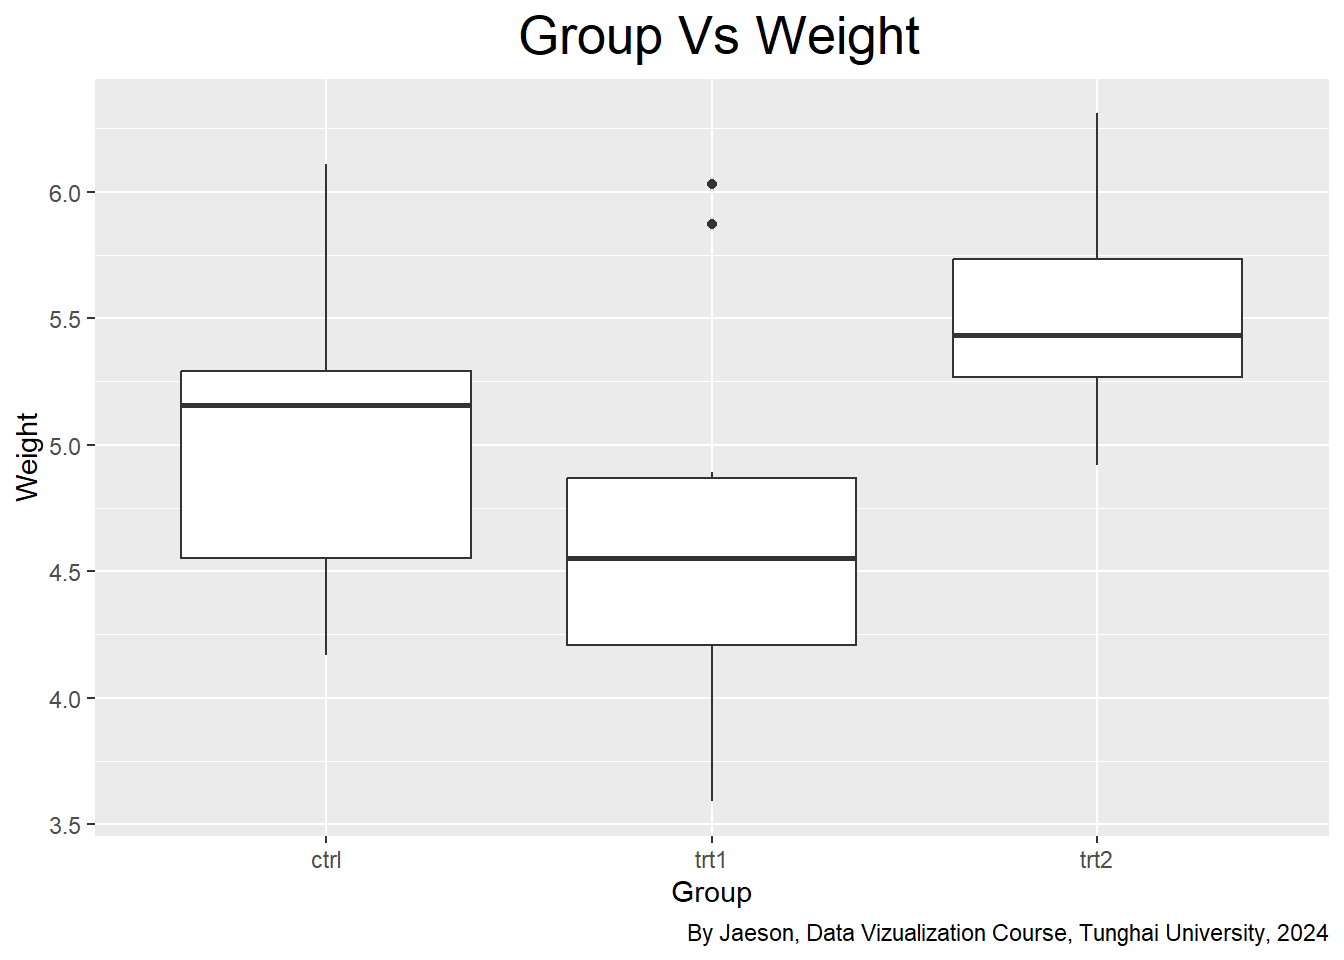 Group Vs Weight
Weight
6.0
5.5
5.0
4.5
4.0
3.5
ctrl
trt1
trt2
Group
By Jaeson, Data Vizualization Course, Tunghai University, 2024